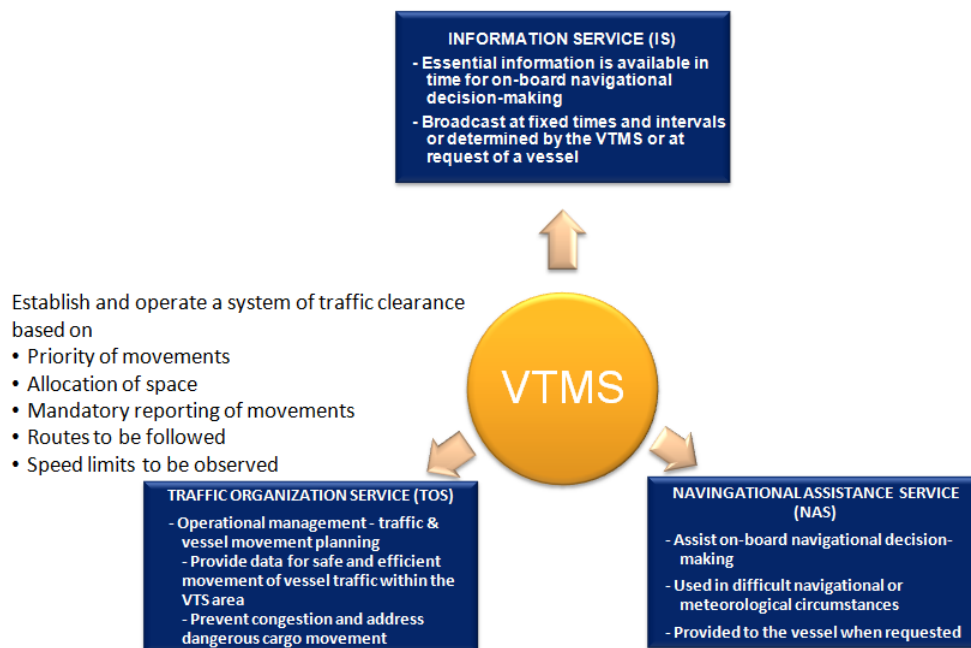 INFORMATION SERVICE (IS)
- Essential information is available in
time for on-board navigational
decision-making
- Broadcast at fixed times and intervals
or determined by the VTMS or at
request of a vessel
Establish and operate a system of traffic clearance
based on
• Priority of movements
• Allocation of space
• Mandatory reporting of movements
• Routes to be followed
• Speed limits to be observed
VTMS
TRAFFIC ORGANIZATION SERVICE (TOS)
- Operational management - traffic &
vessel movement planning
- Provide data for safe and efficient
movement of vessel traffic within the
VTS area
- Prevent congestion and address
dangerous cargo movement
NAVINGATIONAL ASSISTANCE SERVICE
(NAS)
- Assist on-board navigational decision-
making
- Used in difficult navigational or
meteorological circumstances
- Provided to the vessel when requested